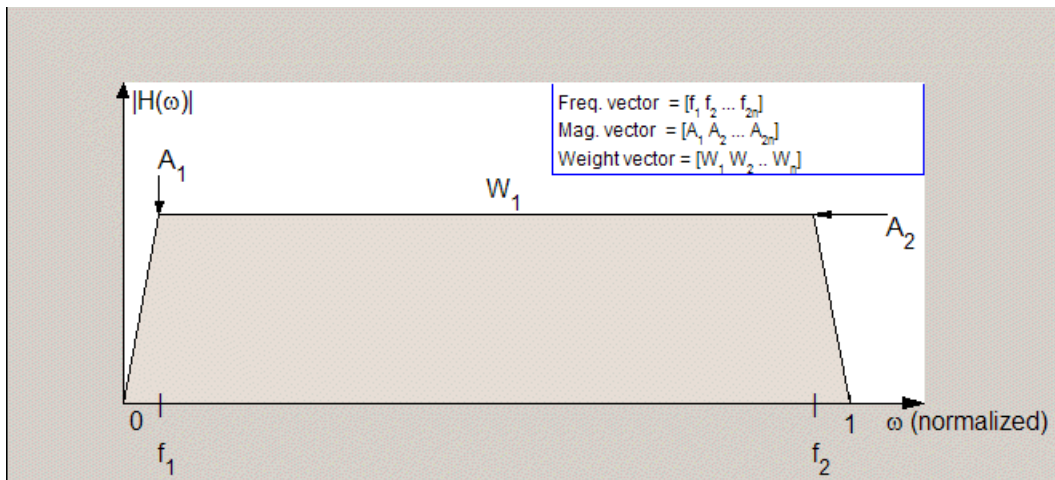 |H(ω)|
Freq. vector = [f₁ f₂ ... f₂ₙ]
Mag. vector = [A₁ A₂ ... A₂ₙ]
Weight vector = [W₁ W₂ .. Wₙ]
A₁
W₁
A₂
0
1
ω (normalized)
f₁
f₂